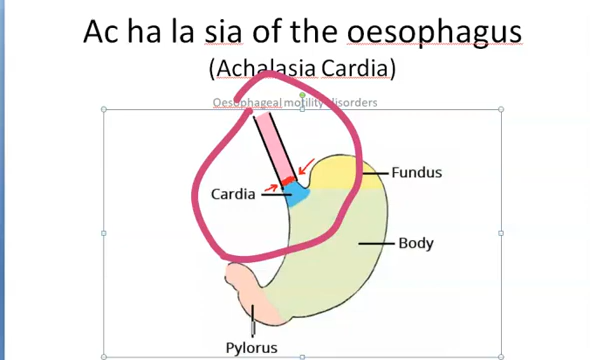 Ac ha la sia of the oesophagus
(Achalasia Cardia)
Oesophageal motility disorders
Fundus
Cardia
Body
Pylorus